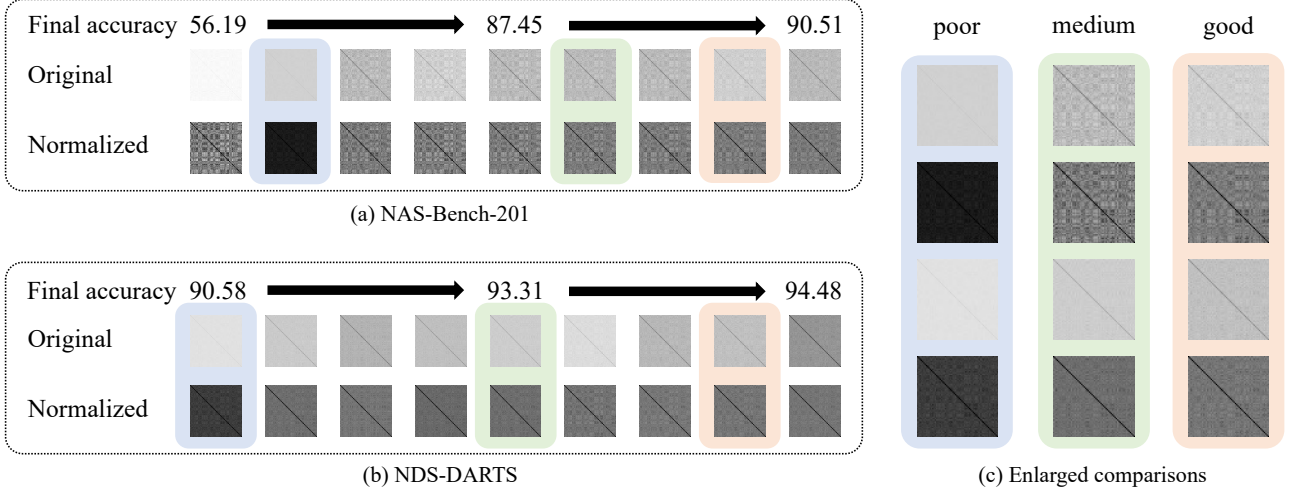 Final accuracy 56.19 87.45 90.51
Original
Normalized
(a) NAS-Bench-201
Final accuracy 90.58 93.31 94.48
Original
Normalized
(b) NDS-DARTS
poor medium good
(c) Enlarged comparisons